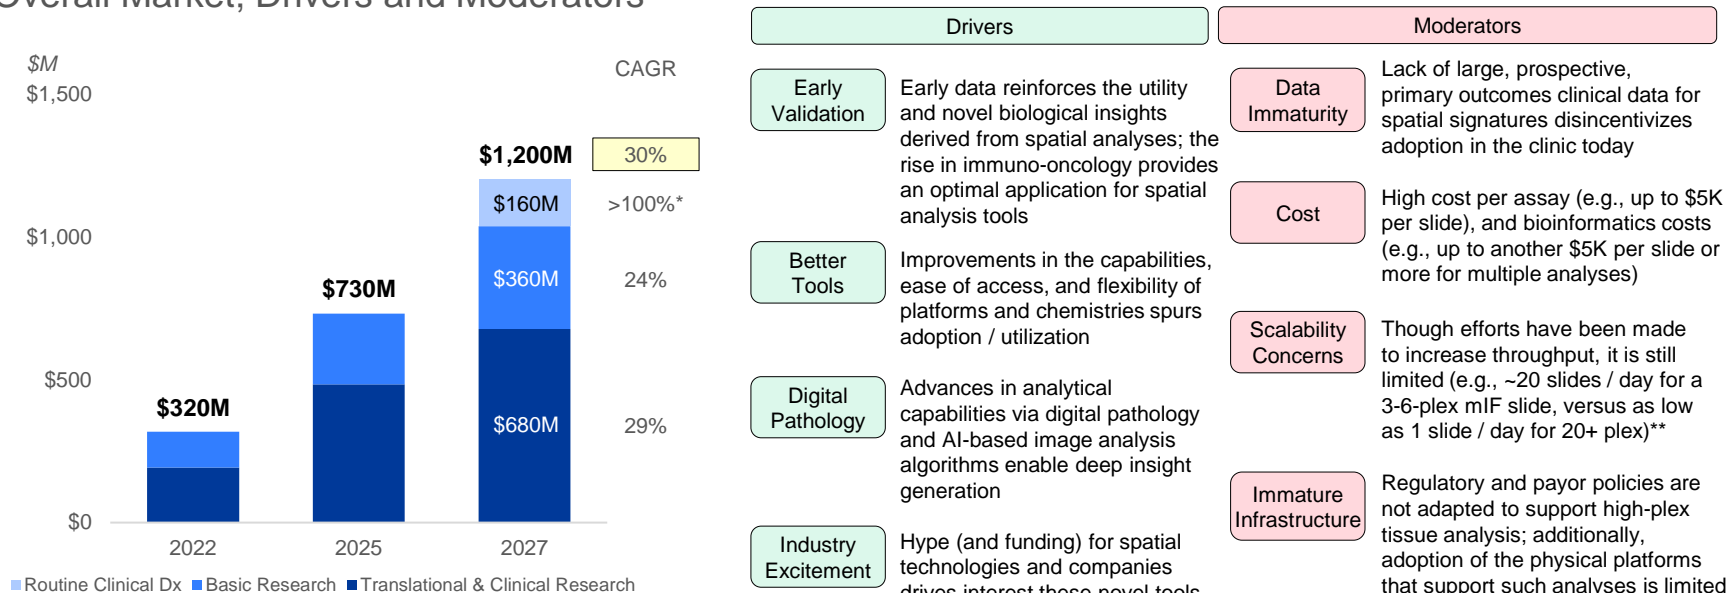 Overall Market, Drivers and Moderators
$M
CAGR
$1,500
$1,000
$500
$0
$320M
$730M
$1,200M
$160M
$360M
$680M
30%
>100%*
24%
29%
2022
2025
2027
Routine Clinical Dx
Basic Research
Translational & Clinical Research
Drivers
Early
Validation
Early data reinforces the utility
and novel biological insights
derived from spatial analyses; the
rise in immuno-oncology provides
an optimal application for spatial
analysis tools
Better
Tools
Improvements in the capabilities,
ease of access, and flexibility of
platforms and chemistries spurs
adoption / utilization
Digital
Pathology
Advances in analytical
capabilities via digital pathology
and AI-based image analysis
algorithms enable deep insight
generation
Industry
Excitement
Hype (and funding) for spatial
technologies and companies
drives interest these novel tools
Moderators
Data
Immaturity
Lack of large, prospective,
primary outcomes clinical data for
spatial signatures disincentivizes
adoption in the clinic today
Cost
High cost per assay (e.g., up to $5K
per slide), and bioinformatics costs
(e.g., up to another $5K per slide or
more for multiple analyses)
Scalability
Concerns
Though efforts have been made
to increase throughput, it is still
limited (e.g., ~20 slides / day for a
3-6-plex mIF slide, versus as low
as 1 slide / day for 20+ plex)**
Immature
Infrastructure
Regulatory and payor policies are
not adapted to support high-plex
tissue analysis; additionally,
adoption of the physical platforms
that support such analyses is limited